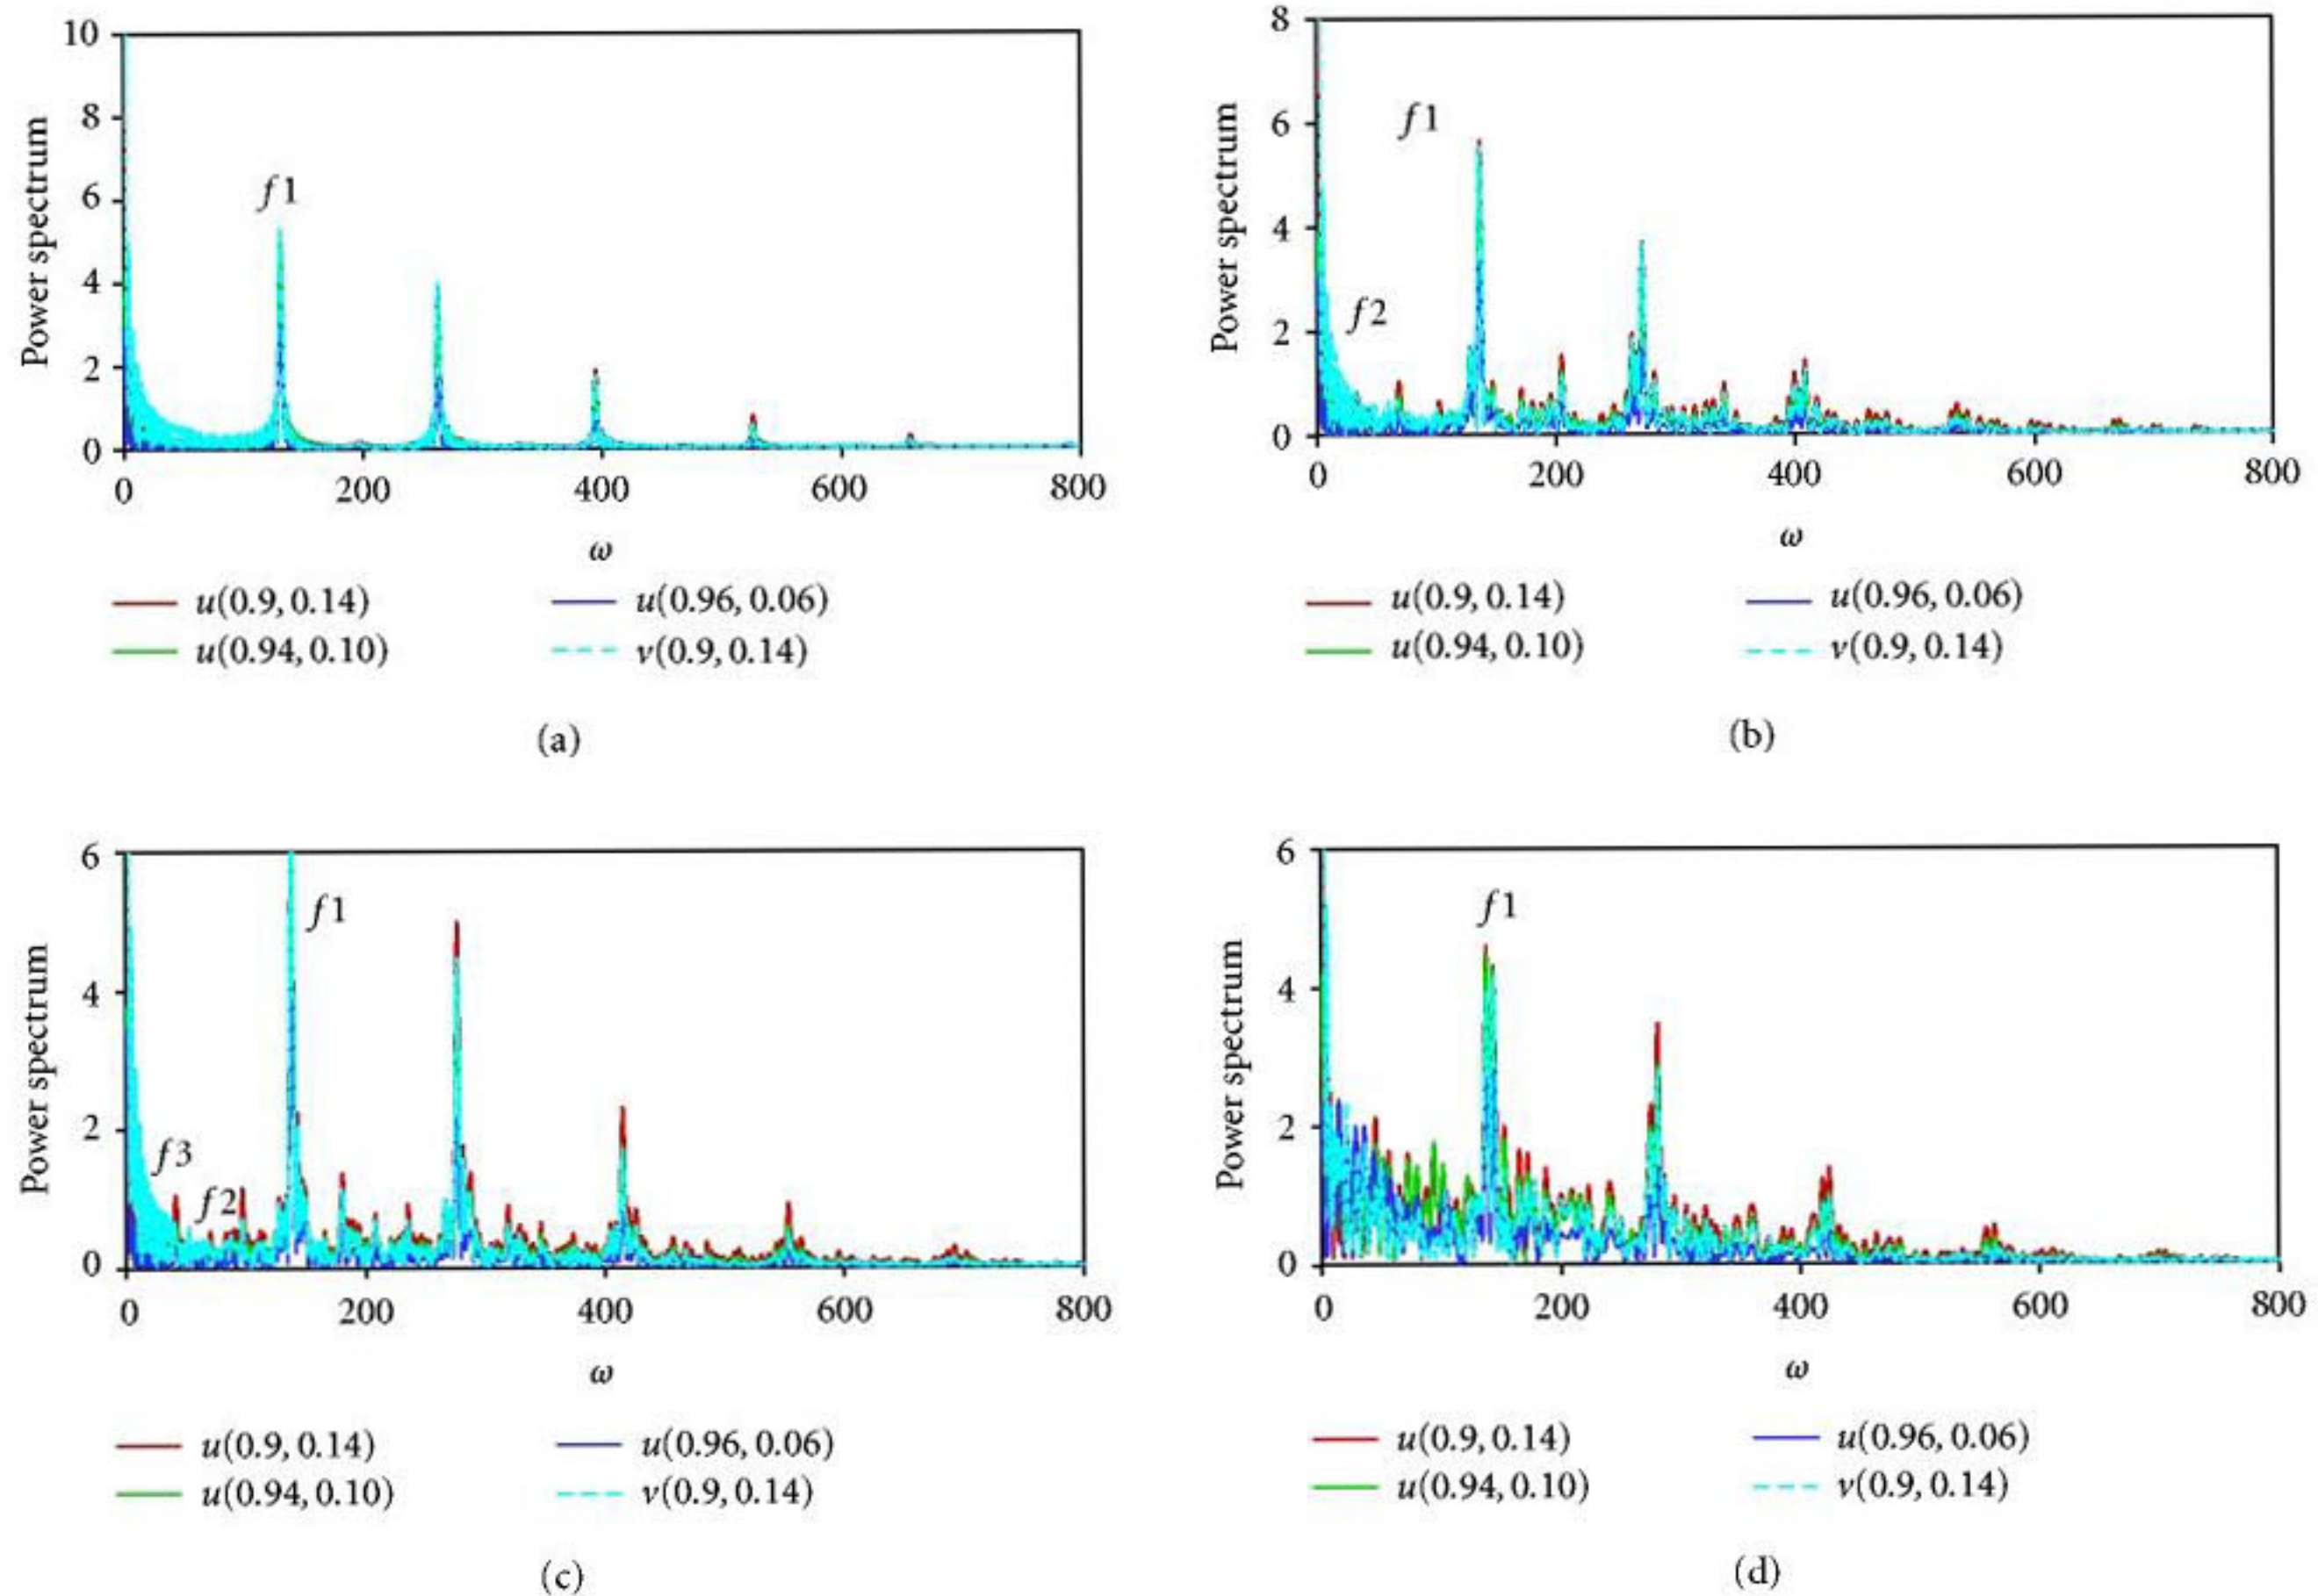 10
8
6
4
2
0
Power spectrum
f1
0 200 400 600 800
ω
u(0.9, 0.14) u(0.96, 0.06)
u(0.94, 0.10) v(0.9, 0.14)
(a)
8
6
4
2
0
Power spectrum
f1
f2
0 200 400 600 800
ω
u(0.9, 0.14) u(0.96, 0.06)
u(0.94, 0.10) v(0.9, 0.14)
(b)
6
4
2
0
Power spectrum
f1
f3
f2
0 200 400 600 800
ω
u(0.9, 0.14) u(0.96, 0.06)
u(0.94, 0.10) v(0.9, 0.14)
(c)
6
4
2
0
Power spectrum
f1
0 200 400 600 800
ω
u(0.9, 0.14) u(0.96, 0.06)
u(0.94, 0.10) v(0.9, 0.14)
(d)